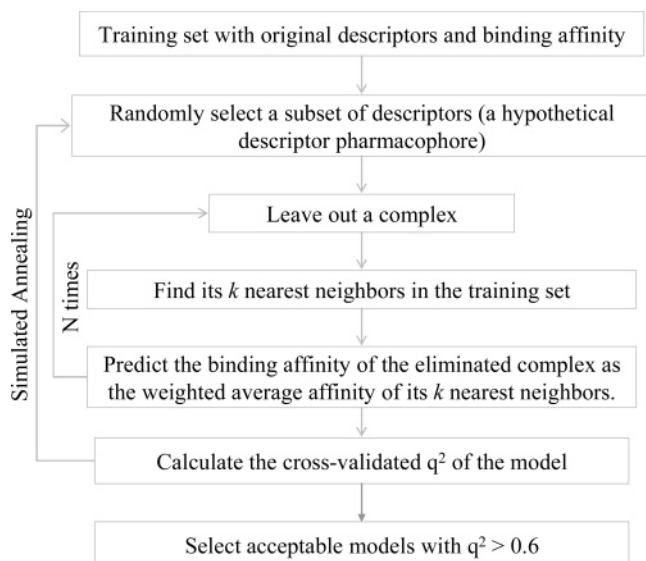 Training set with original descriptors and binding affinity
Randomly select a subset of descriptors (a hypothetical
descriptor pharmacophore)
Leave out a complex
Find its k nearest neighbors in the training set
Predict the binding affinity of the eliminated complex as
the weighted average affinity of its k nearest neighbors.
Calculate the cross-validated q² of the model
Select acceptable models with q² > 0.6
Simulated Annealing
N times